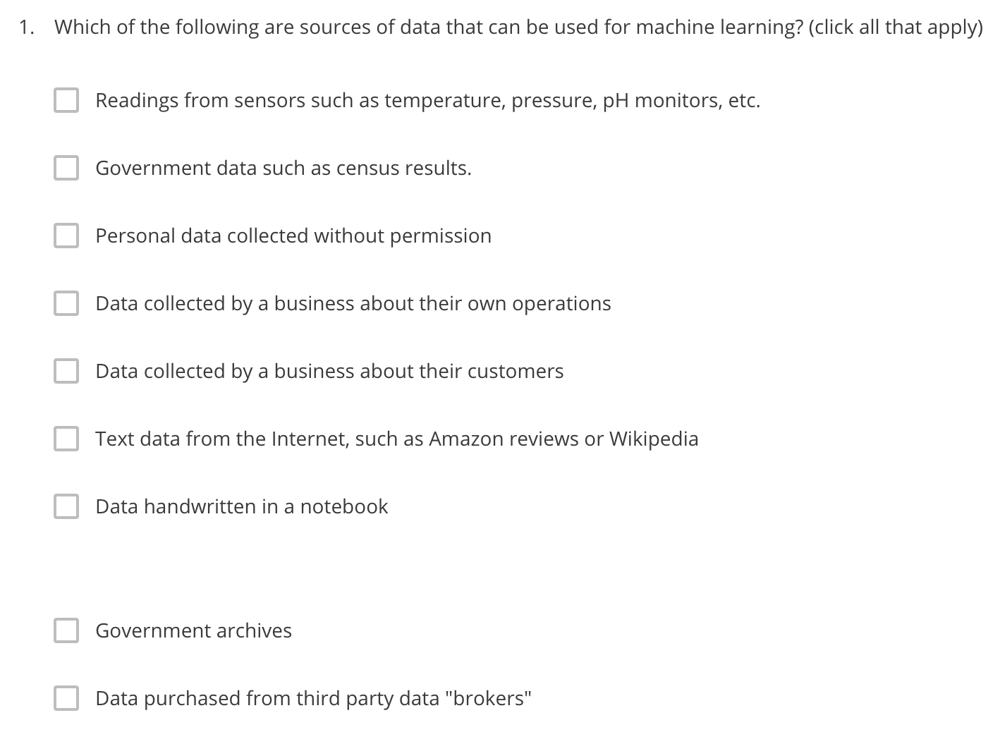 1. Which of the following are sources of data that can be used for machine learning? (click all that apply)
Readings from sensors such as temperature, pressure, pH monitors, etc.
Government data such as census results.
Personal data collected without permission
Data collected by a business about their own operations
Data collected by a business about their customers
Text data from the Internet, such as Amazon reviews or Wikipedia
Data handwritten in a notebook
Government archives
Data purchased from third party data "brokers"